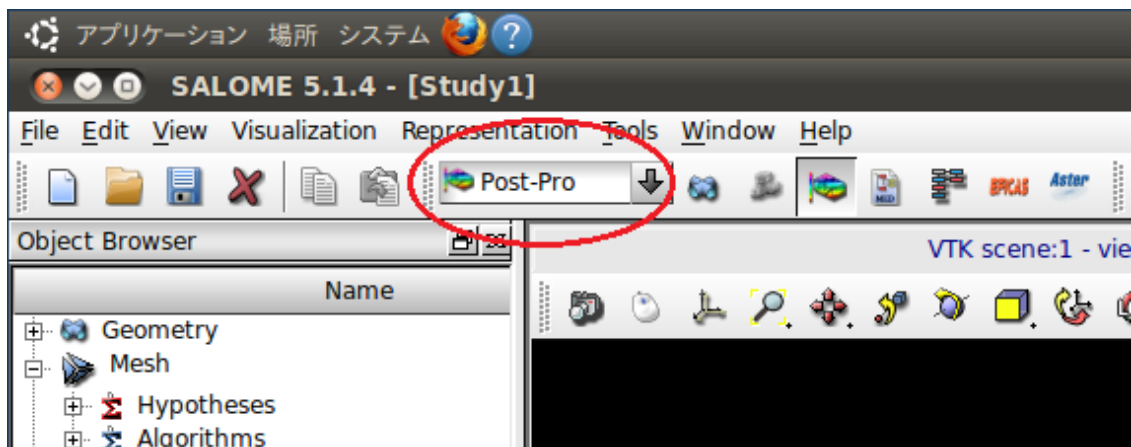 アプリケーション 場所 システム ?
SALOME 5.1.4 - [Study1]
File Edit View Visualization Representation Tools Window Help
Post-Pro MED EFICAS Aster
Object Browser
VTK scene:1 - vie
Name
Geometry
Mesh
Hypotheses
Algorithms